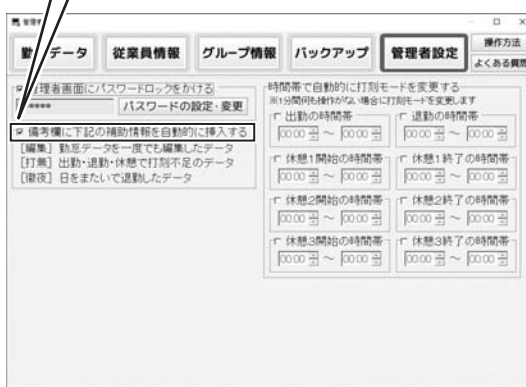 管理
操作方法
勤 データ
従業員情報
グループ情報
バックアップ
管理者設定
よくある質問
管理者画面にパスワードロックをかける
****
パスワードの設定・変更
備考欄に下記の補助情報を自動的に挿入する
[編集] 勤怠データを一度でも編集したデータ
[打無] 出勤・退勤・休憩で打刻不足のデータ
[徹夜] 日をまたいで退勤したデータ
時間帯で自動的に打刻モードを変更する
※1分間何も操作がない場合に打刻モードを変更します
出勤の時間帯
00:00 ～ 00:00
退勤の時間帯
00:00 ～ 00:00
休憩1開始の時間帯
00:00 ～ 00:00
休憩1終了の時間帯
00:00 ～ 00:00
休憩2開始の時間帯
00:00 ～ 00:00
休憩2終了の時間帯
00:00 ～ 00:00
休憩3開始の時間帯
00:00 ～ 00:00
休憩3終了の時間帯
00:00 ～ 00:00